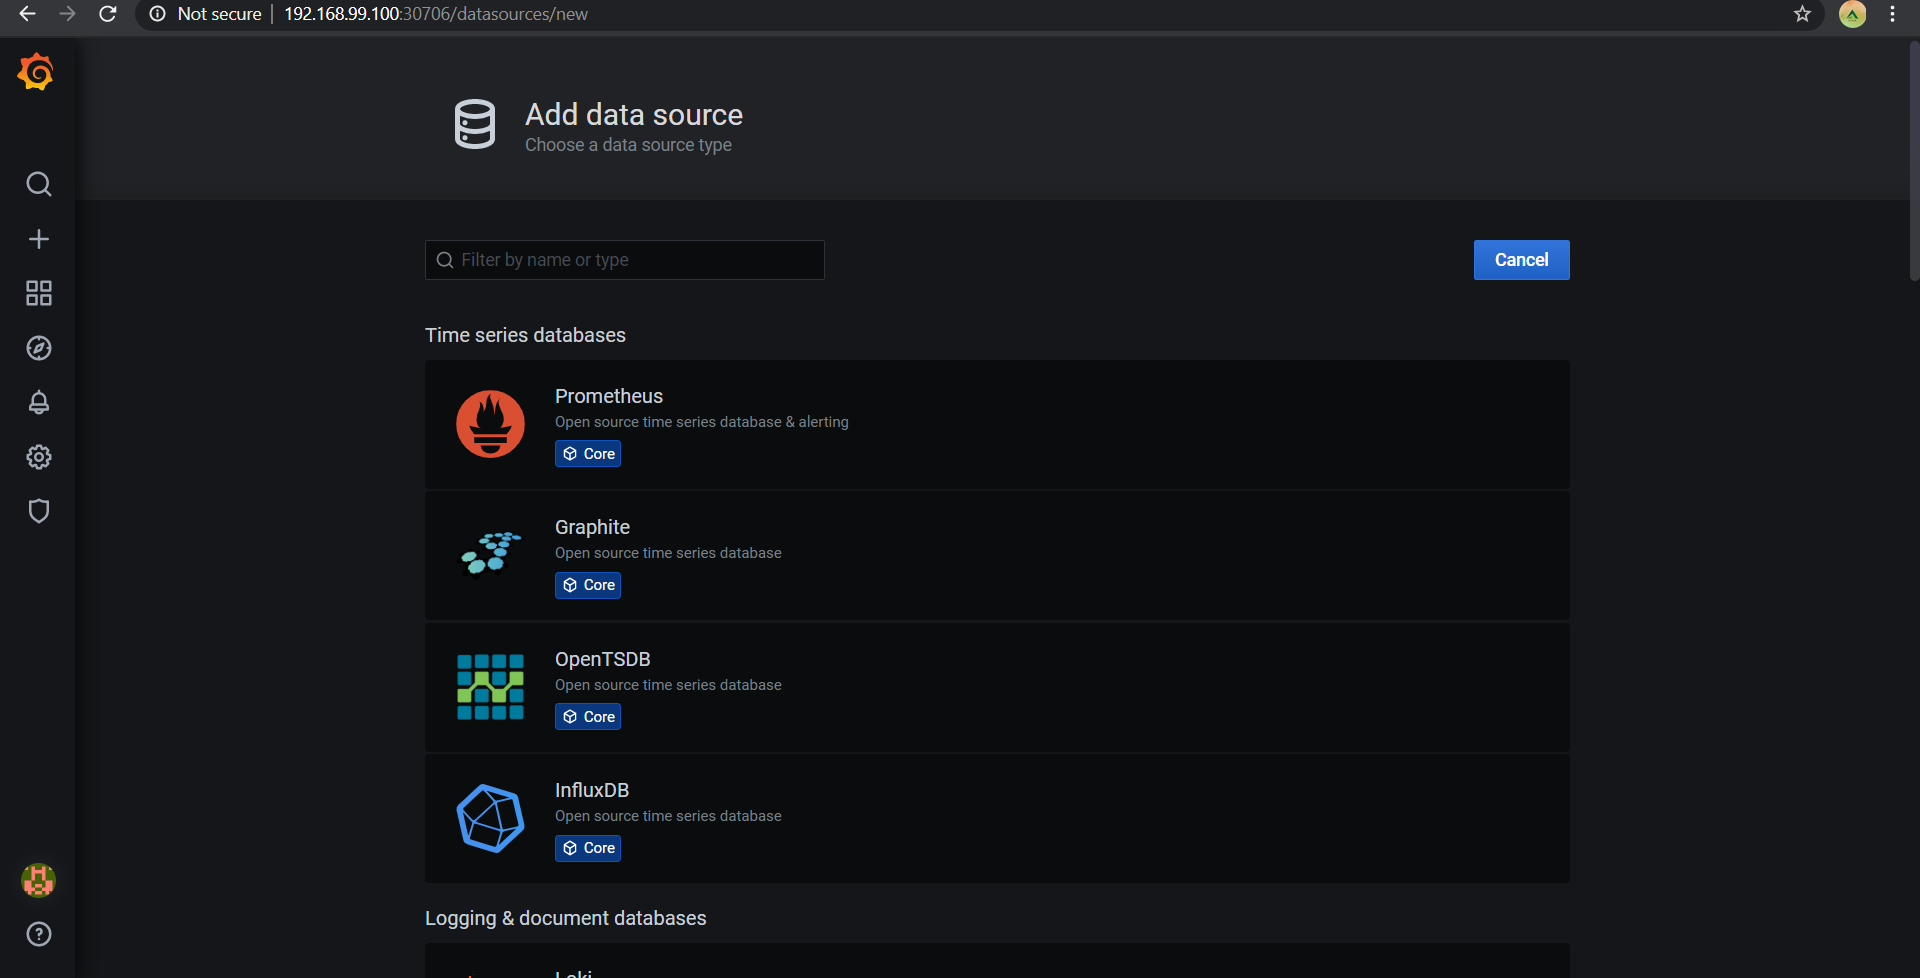 Not secure | 192.168.99.100:30706/datasources/new
Add data source
Choose a data source type
Filter by name or type
Cancel
Time series databases
Prometheus
Open source time series database & alerting
Core
Graphite
Open source time series database
Core
OpenTSDB
Open source time series database
Core
InfluxDB
Open source time series database
Core
Logging & document databases
Loki